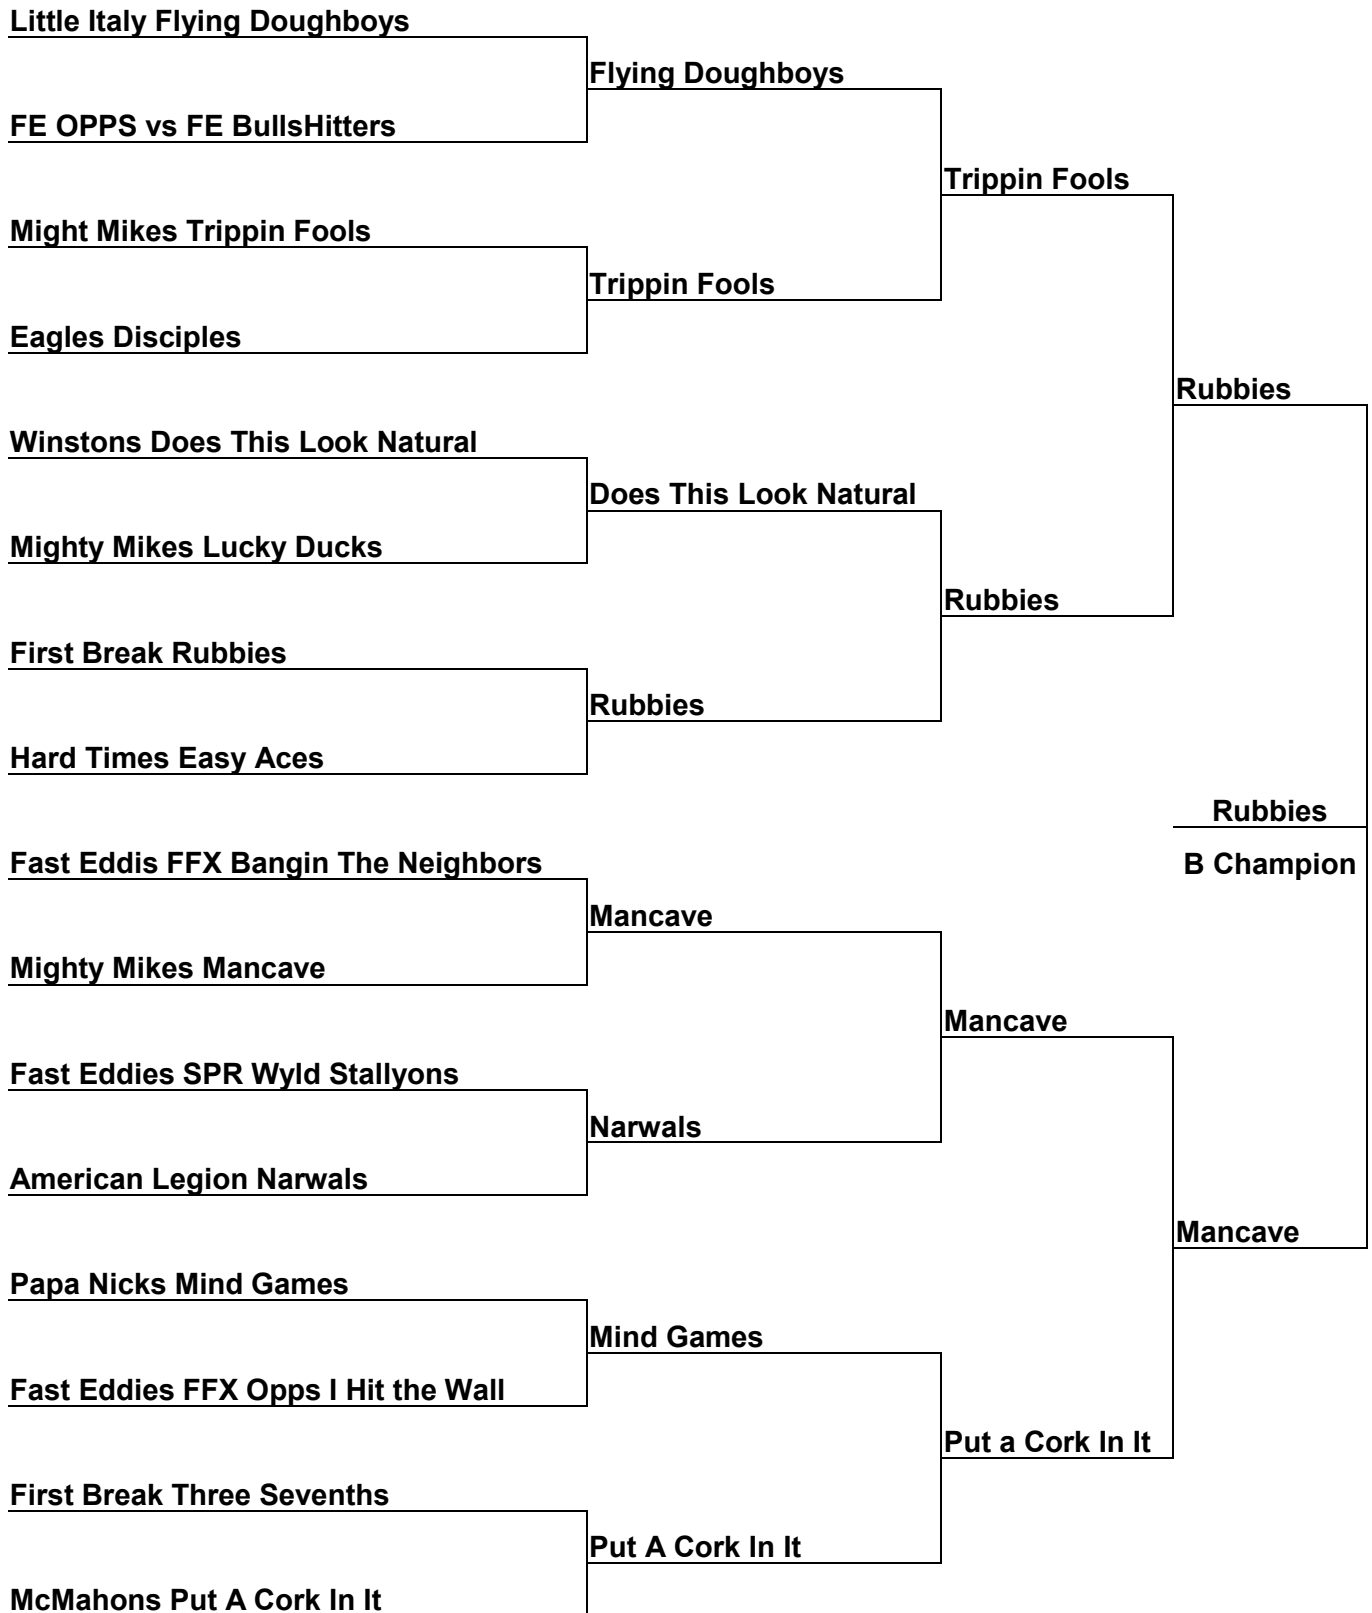 Little Italy Flying Doughboys
Flying Doughboys
FE OPPS vs FE BullsHitters
Trippin Fools
Might Mikes Trippin Fools
Trippin Fools
Eagles Disciples
Rubbies
Winstons Does This Look Natural
Does This Look Natural
Mighty Mikes Lucky Ducks
Rubbies
First Break Rubbies
Rubbies
Hard Times Easy Aces
Rubbies
Fast Eddis FFX Bangin The Neighbors
B Champion
Mancave
Mighty Mikes Mancave
Mancave
Fast Eddies SPR Wyld Stallyons
Narwals
American Legion Narwals
Mancave
Papa Nicks Mind Games
Mind Games
Fast Eddies FFX Opps I Hit the Wall
Put a Cork In It
First Break Three Sevenths
Put A Cork In It
McMahons Put A Cork In It